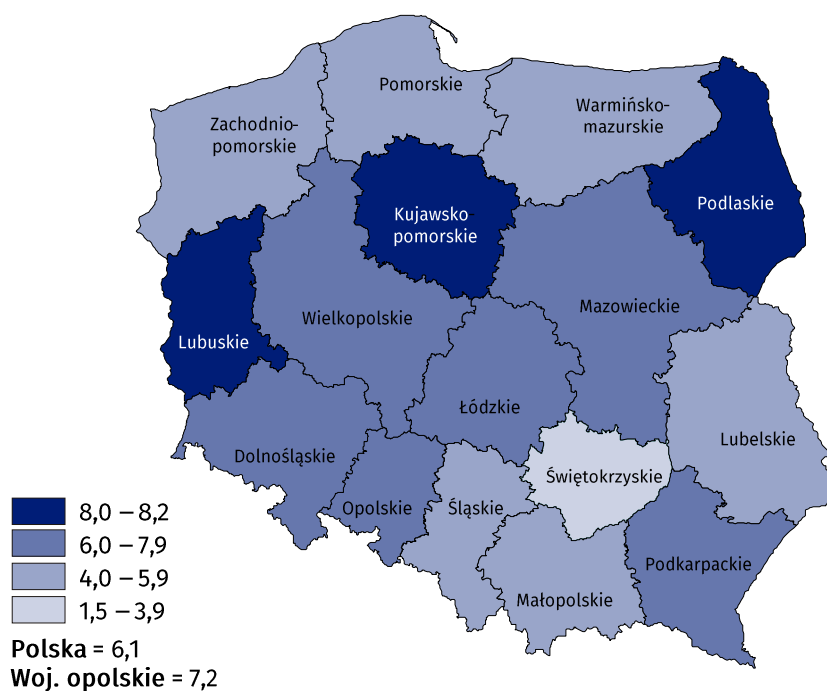 Pomorskie
Warmińsko-
mazurskie
Zachodnio-
pomorskie
Podlaskie
Kujawsko-
pomorskie
Mazowieckie
Wielkopolskie
Lubuskie
Łódzkie
Lubelskie
Dolnośląskie
Świętokrzyskie
Opolskie
Śląskie
Podkarpackie
Małopolskie
8,0 – 8,2
6,0 – 7,9
4,0 – 5,9
1,5 – 3,9
Polska = 6,1
Woj. opolskie = 7,2